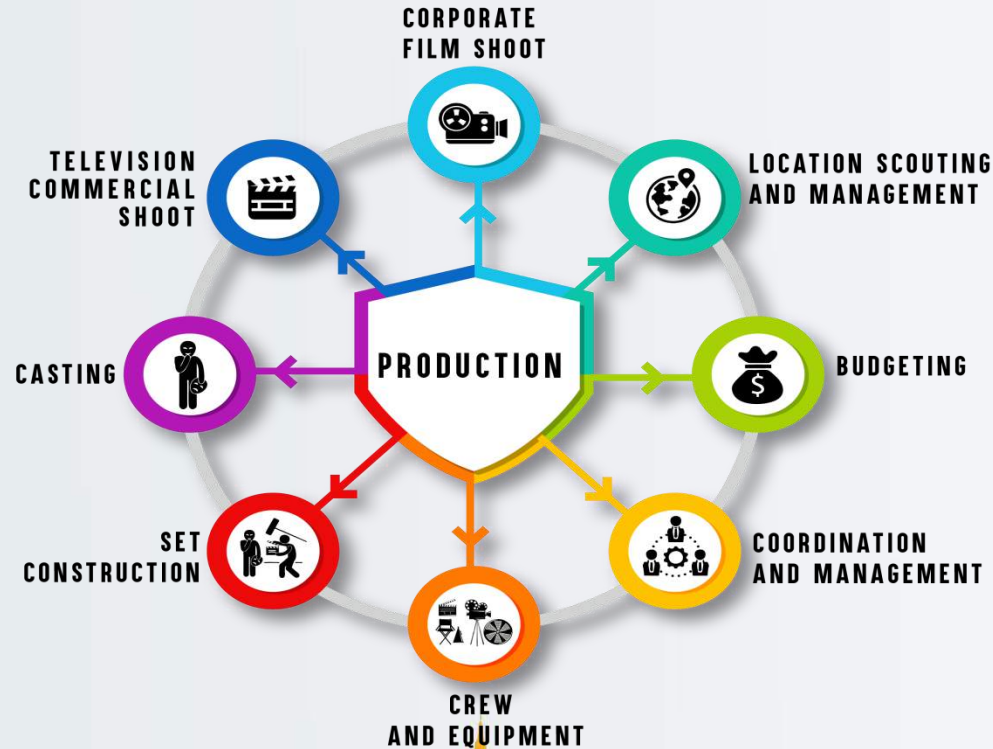 CORPORATE
FILM SHOOT
TELEVISION
COMMERCIAL
SHOOT
LOCATION SCOUTING
AND MANAGEMENT
CASTING
PRODUCTION
$
BUDGETING
SET
CONSTRUCTION
COORDINATION
AND MANAGEMENT
CREW
AND EQUIPMENT